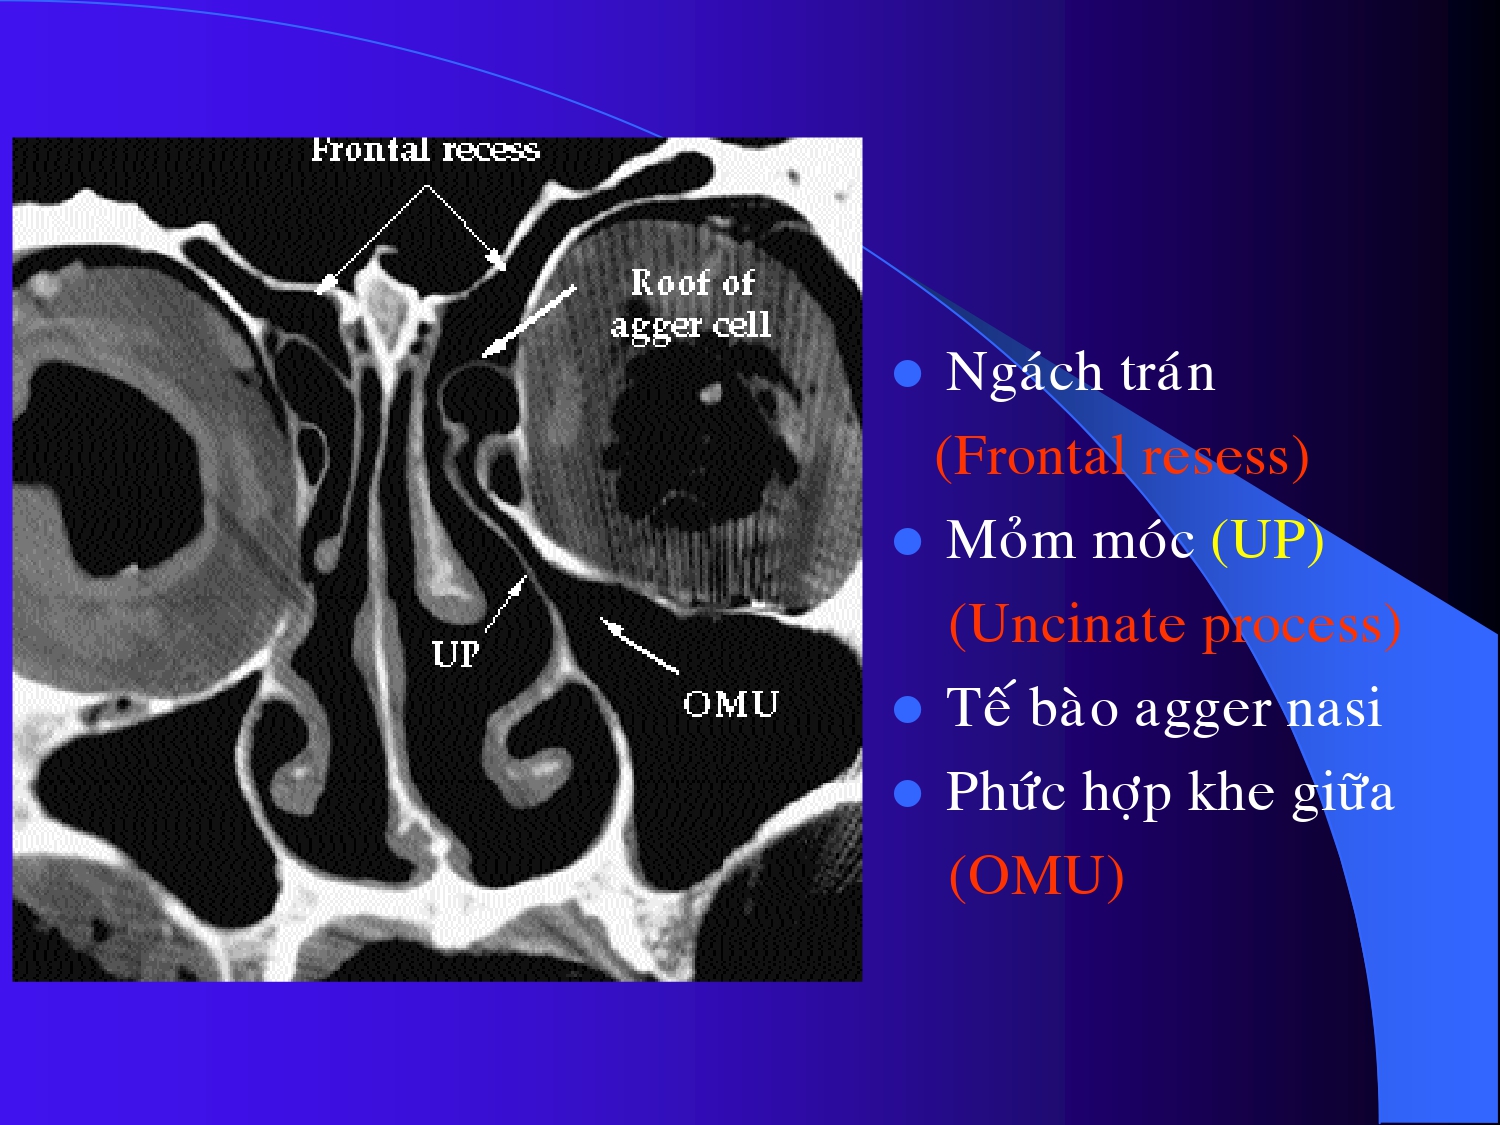 Frontal recess
Roof of
agger cell
UP
OMU
Ngách trán
(Frontal resess)
Mỏm móc (UP)
(Uncinate process)
Tế bào agger nasi
Phức hợp khe giữa
(OMU)